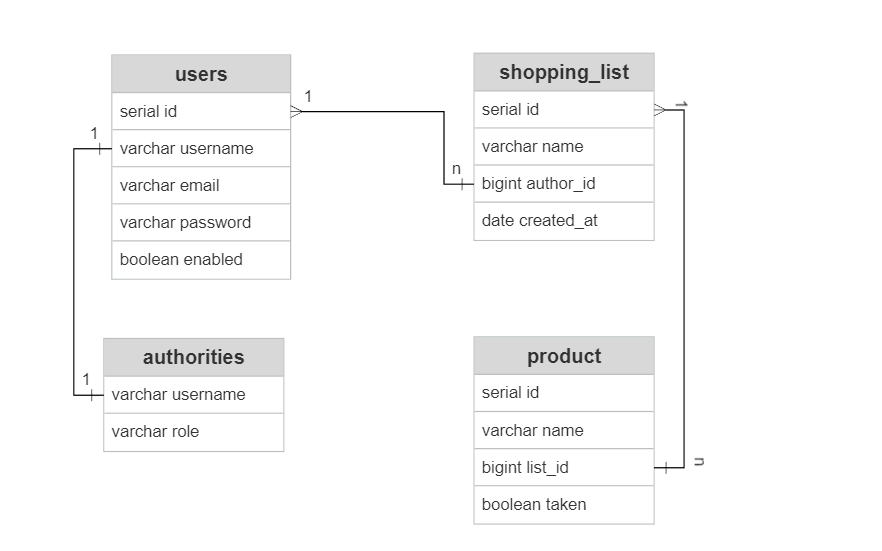 users
serial id
varchar username
varchar email
varchar password
boolean enabled
1
1
n
shopping_list
serial id
varchar name
bigint author_id
date created_at
1
authorities
varchar username
varchar role
1
product
serial id
varchar name
bigint list_id
boolean taken
n